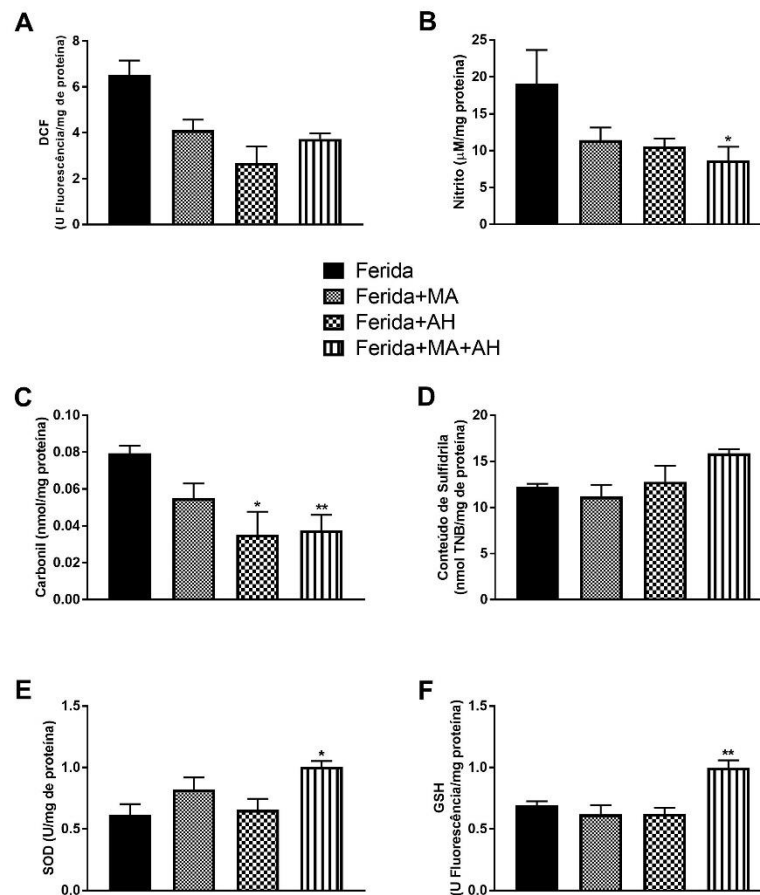 A
DCF
(U Fluorescência/mg de proteína)
8
6
4
2
0
B
Nitrito (μM/mg proteína)
25
20
15
10
5
0
*
Ferida
Ferida+MA
Ferida+AH
Ferida+MA+AH
C
Carbonil (nmol/mg proteína)
0.10
0.08
0.06
0.04
0.02
0.00
*
**
D
Conteúdo de Sulfidrila
(nmol TNB/mg de proteína)
20
15
10
5
0
E
SOD (U/mg de proteína)
1.5
1.0
0.5
0.0
*
F
GSH
(U Fluorescência/mg proteína)
1.5
1.0
0.5
0.0
**